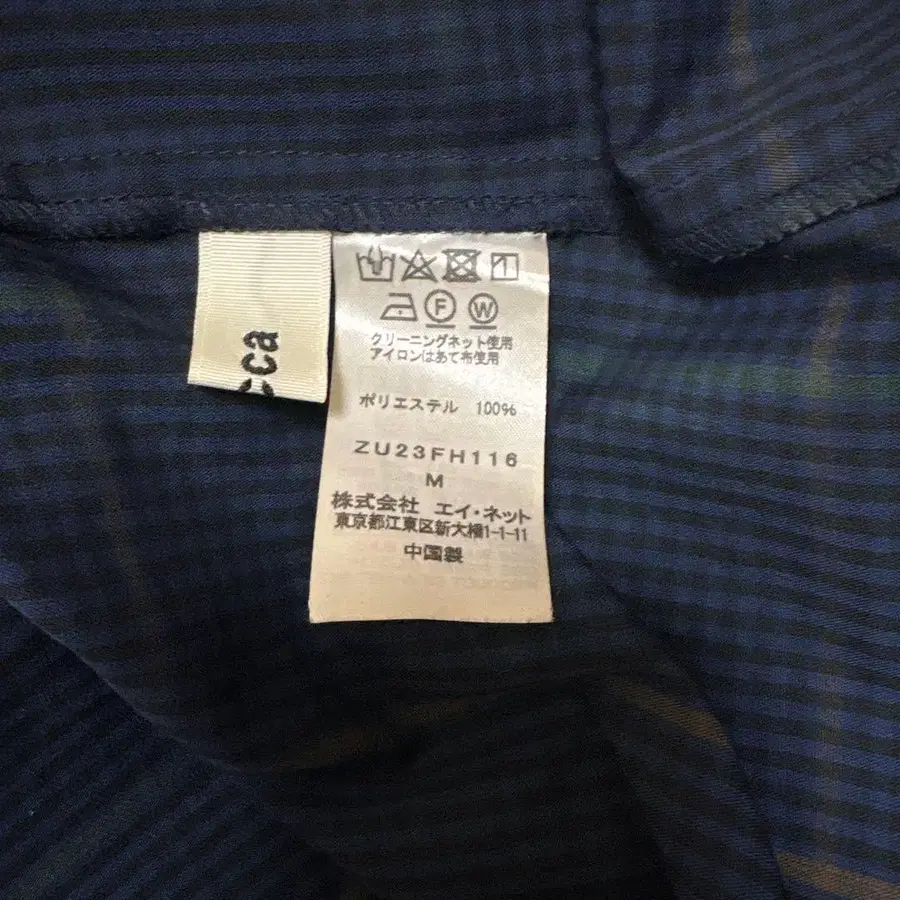 cca
F W
クリーニングネット使用
アイロンはあて布使用
ポリエステル 100%
ZU23FH116
M
株式会社 エイ・ネット
東京都江東区新大橋1-1-11
中国製